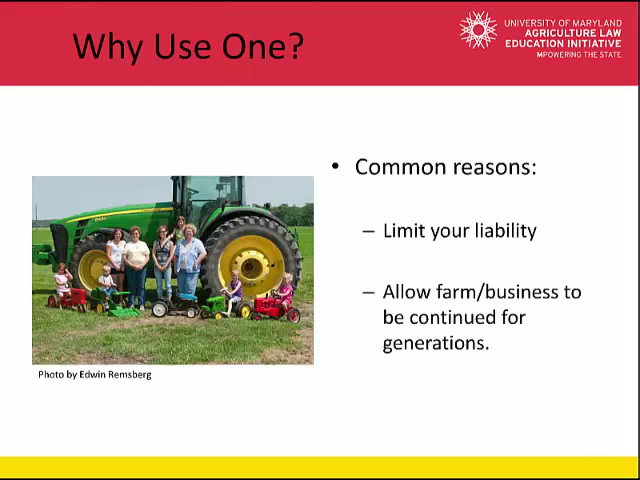 Why Use One?
UNIVERSITY OF MARYLAND
AGRICULTURE LAW
EDUCATION INITIATIVE
MPOWERING THE STATE
• Common reasons:
– Limit your liability
– Allow farm/business to
be continued for
generations.
Photo by Edwin Remsberg